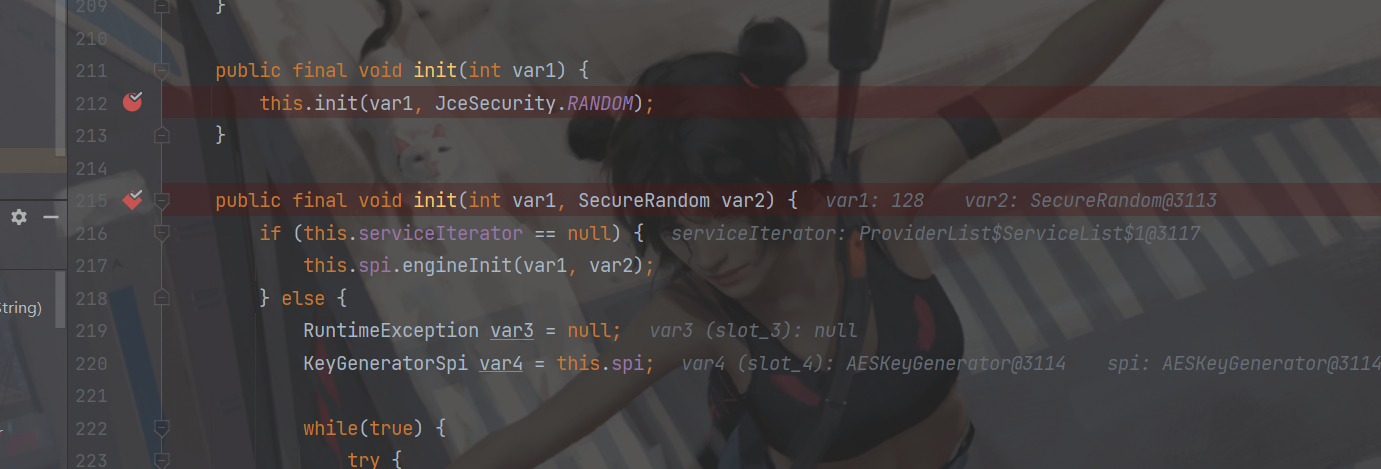 209 }
210
211 public final void init(int var1) {
212 this.init(var1, JceSecurity.RANDOM);
213 }
214
215 public final void init(int var1, SecureRandom var2) { var1: 128 var2: SecureRandom@3113
216 if (this.serviceIterator == null) { serviceIterator: ProviderList$ServiceList$1@3117
217 this.spi.engineInit(var1, var2);
218 } else {
String)
219 RuntimeException var3 = null; var3 (slot_3): null
220 KeyGeneratorSpi var4 = this.spi; var4 (slot_4): AESKeyGenerator@3114 spi: AESKeyGenerator@3114
221
222 while(true) {
223 try {